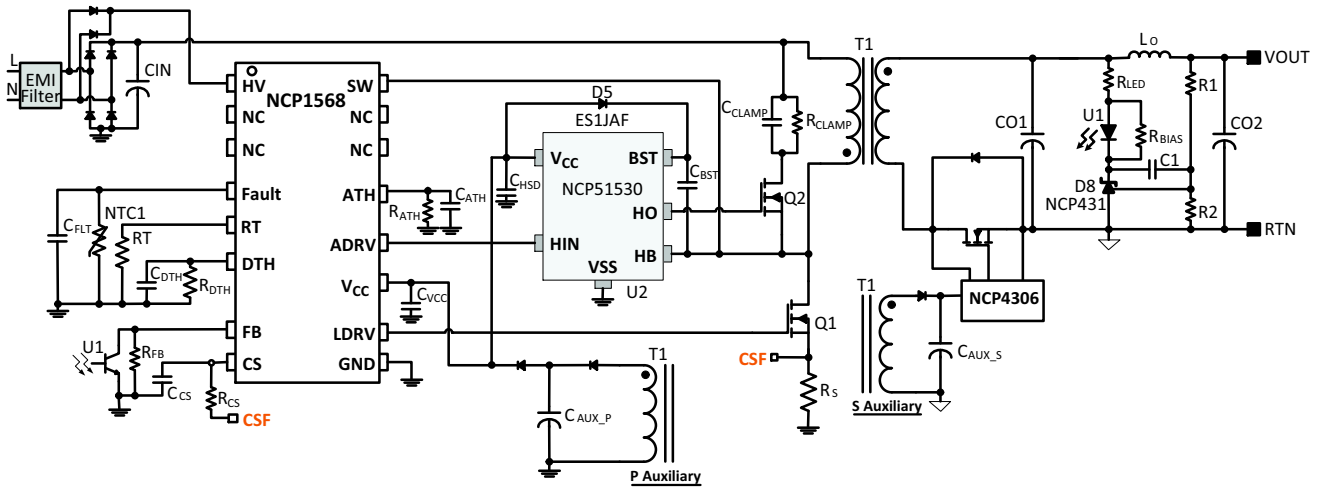 L
N
EMI
Filter
CIN
HV
NC
NC
Fault
RT
DTH
FB
CS
NCP1568
SW
NC
NC
ATH
ADRV
VCC
LDRV
GND
CFLT
NTC1
RT
CDTH
RDTH
U1
RFB
CCS
RCS
CSF
RATH
CATH
CVCC
D5
ES1JAF
CHSD
VCC
BST
NCP51530
HO
HIN
HB
VSS
U2
CBST
CCLAMP
RCLAMP
Q2
Q1
CSF
RS
T1
CAUX_P
P Auxiliary
T1
T1
CAUX_S
S Auxiliary
NCP4306
CO1
RLED
U1
RBIAS
C1
D8
NCP431
LO
R1
R2
CO2
VOUT
RTN